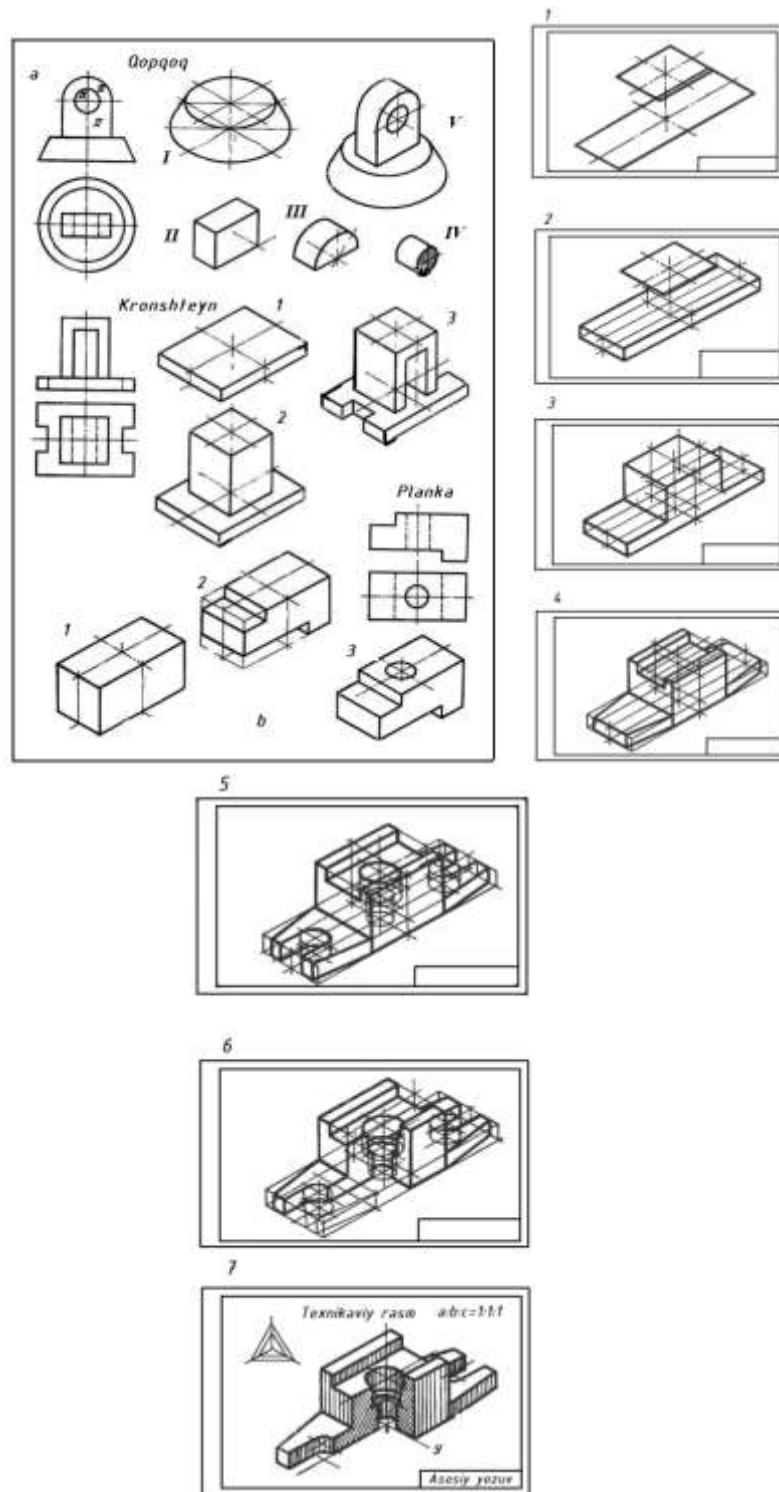 a
Qopqoq
I
II
III
IV
V
Kronshteyn
1
2
3
Planka
1
2
3
b
1
2
3
4
5
6
7
Texnikaviy rasm a:b:c=1:1:1
y
Asosiy yozuv